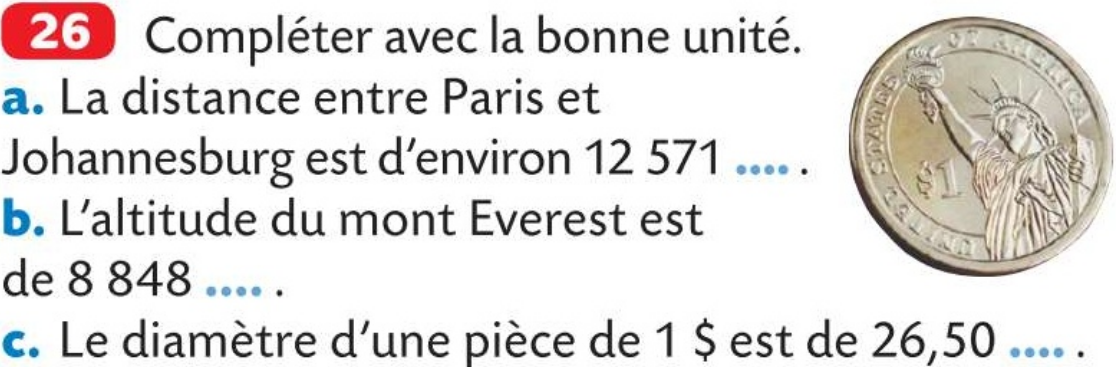 26 Compléter avec la bonne unité.
a. La distance entre Paris et
Johannesburg est d'environ 12 571 .... .
b. L'altitude du mont Everest est
de 8 848 .... .
c. Le diamètre d'une pièce de 1 $ est de 26,50 .... .
UNITED STATES OF AMERICA
$1